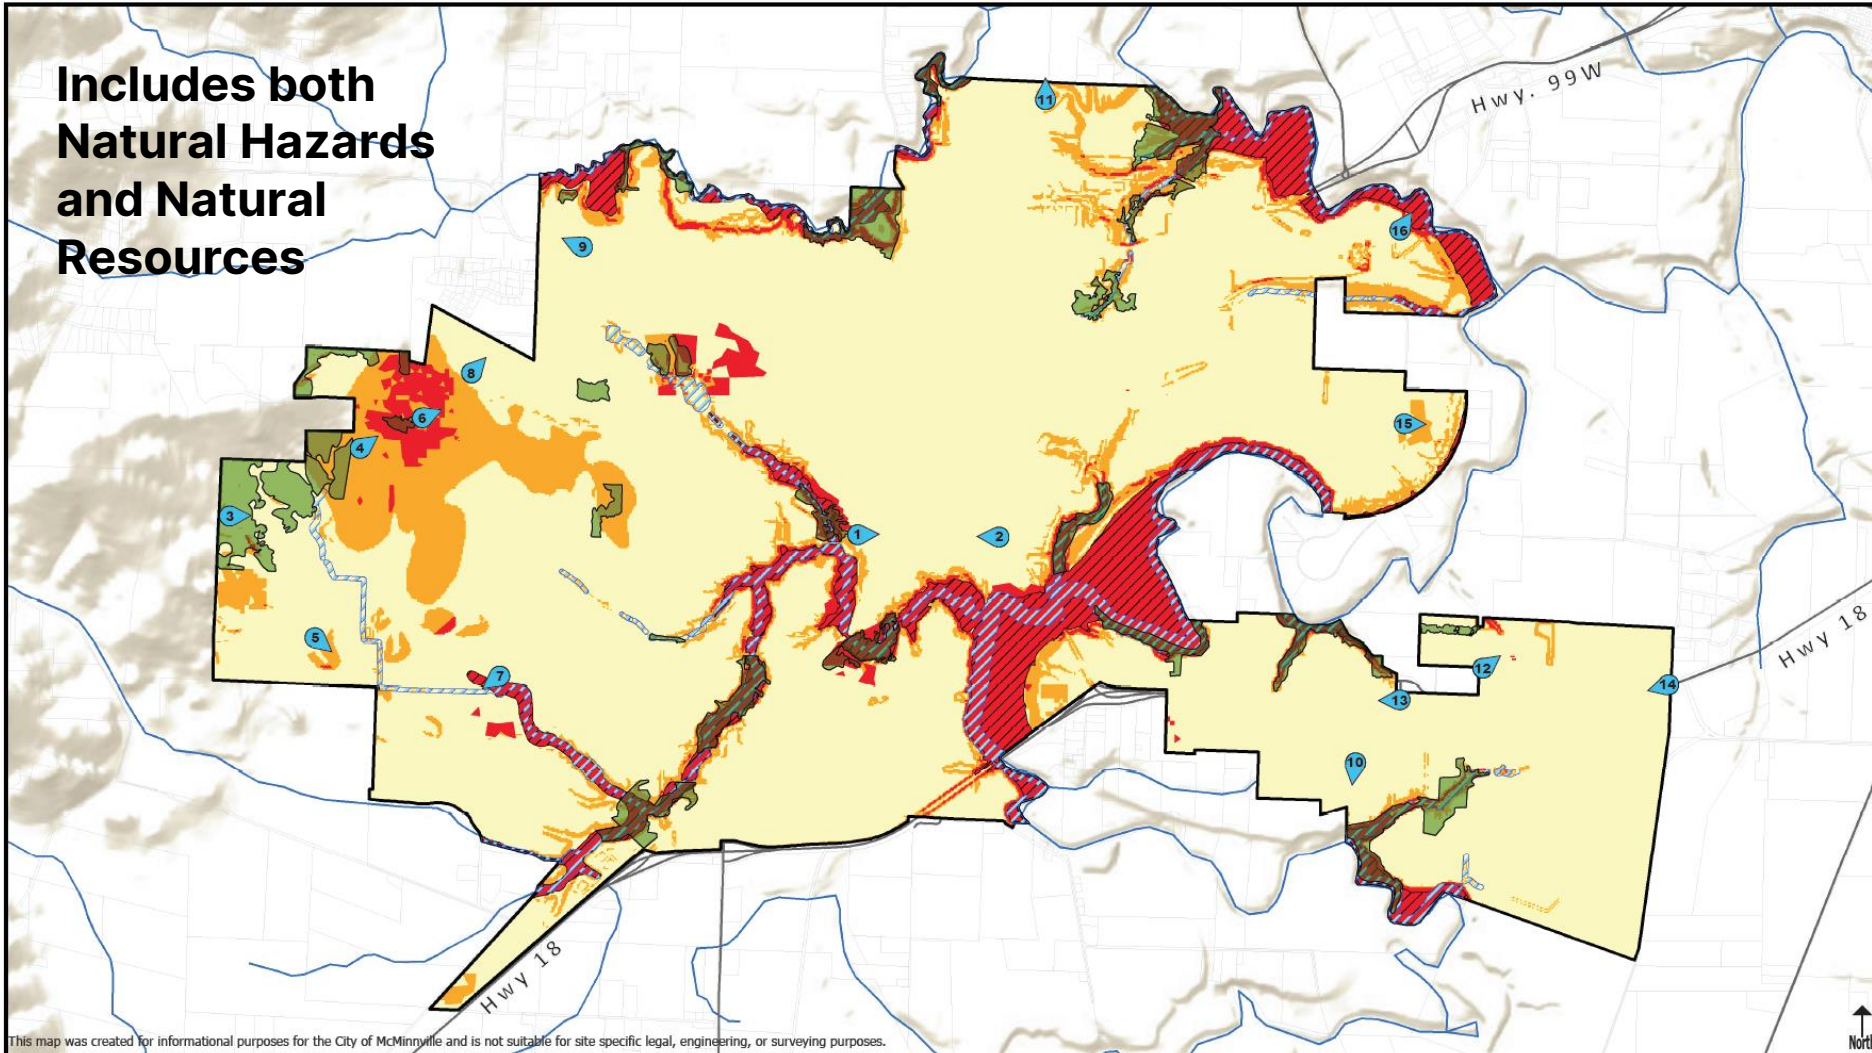 Includes both
Natural Hazards
and Natural
Resources
Hwy. 99W
11
16
9
8
6
4
15
3
1
2
5
7
12
14
13
10
Hwy 18
Hwy 18
North
This map was created for informational purposes for the City of McMinnville and is not suitable for site specific legal, engineering, or surveying purposes.